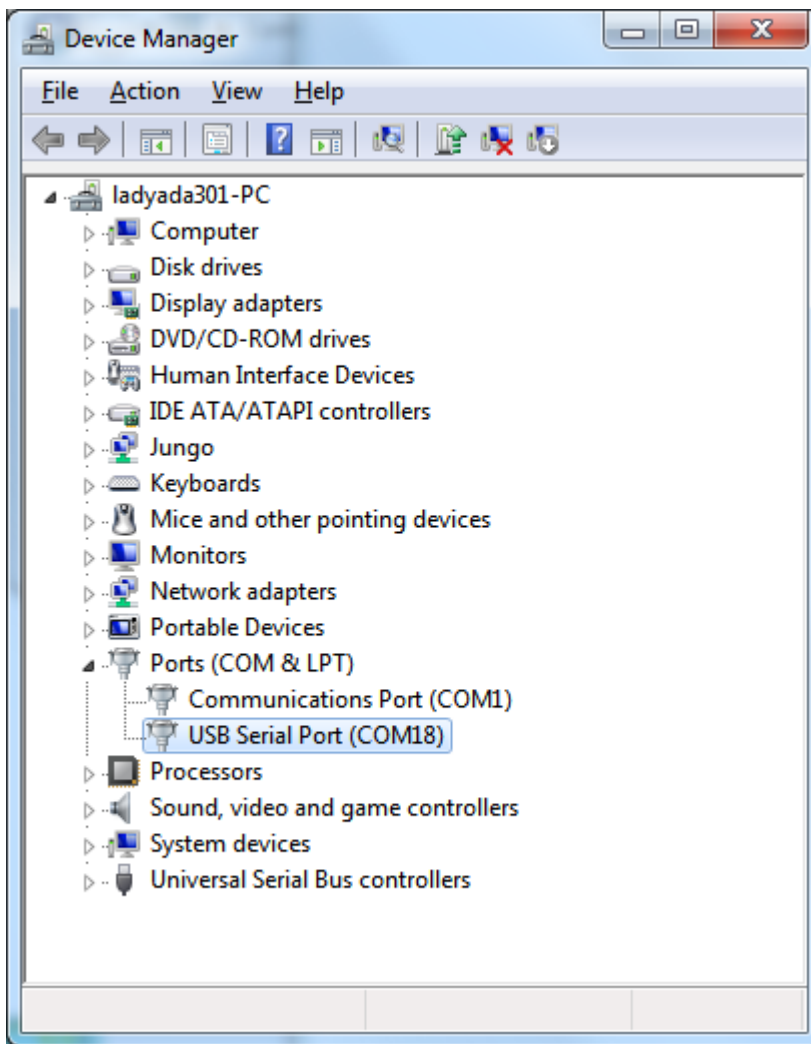 Device Manager
File Action View Help
ladyada301-PC
Computer
Disk drives
Display adapters
DVD/CD-ROM drives
Human Interface Devices
IDE ATA/ATAPI controllers
Jungo
Keyboards
Mice and other pointing devices
Monitors
Network adapters
Portable Devices
Ports (COM & LPT)
Communications Port (COM1)
USB Serial Port (COM18)
Processors
Sound, video and game controllers
System devices
Universal Serial Bus controllers